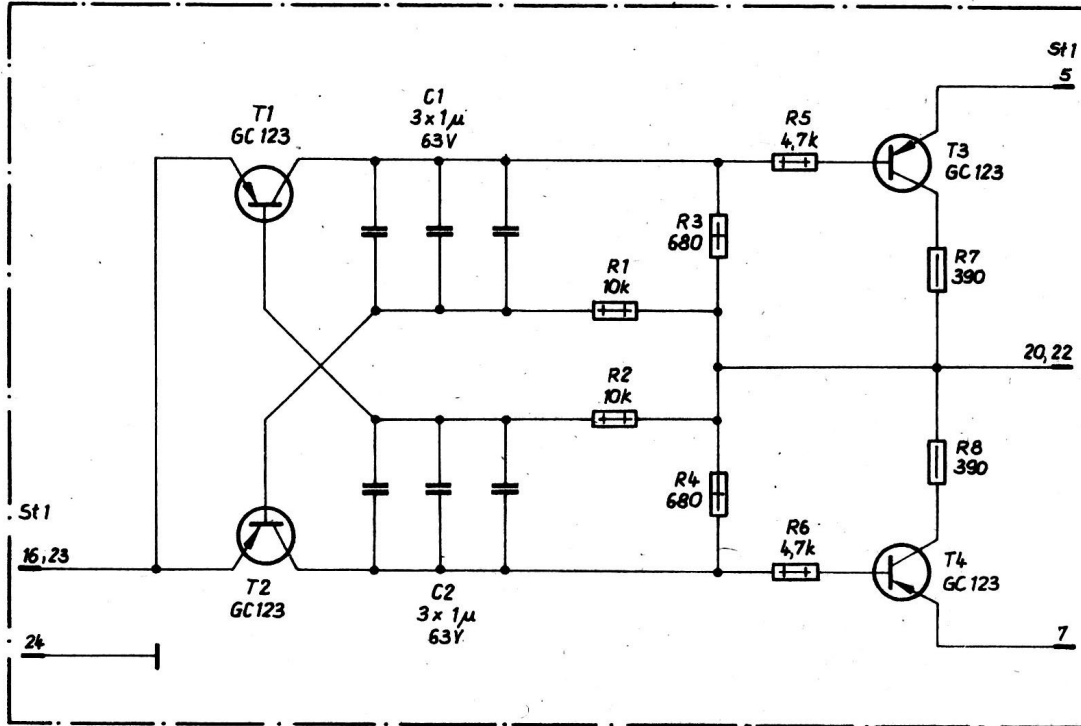 St1
5
C1
3 x 1µ
63V
T1
GC 123
R5
4,7k
T3
GC 123
R3
680
R1
10k
R7
390
20,22
R2
10k
R8
390
R4
680
St1
16,23
R6
4,7k
T4
GC 123
T2
GC 123
C2
3 x 1µ
63V
24
7